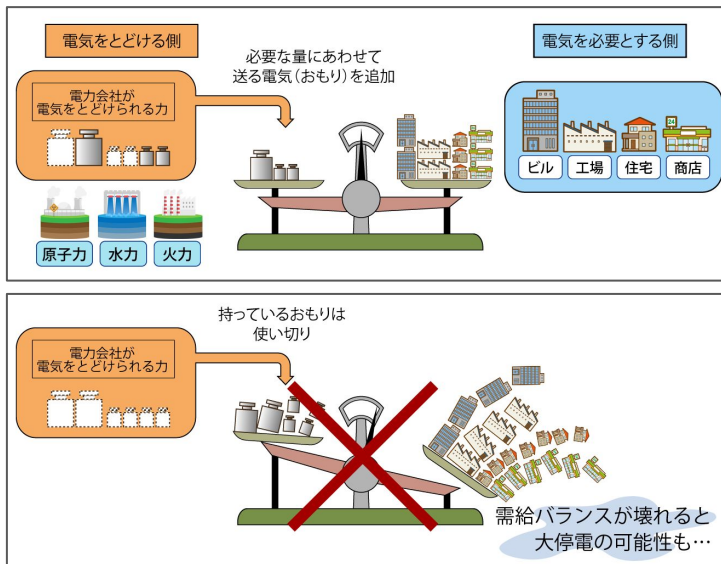 電気をとどける側
電力会社が
電気をとどけられる力
原子力
水力
火力
必要な量にあわせて
送る電気（おもり）を追加
電気を必要とする側
24
ビル
工場
住宅
商店
電力会社が
電気をとどけられる力
持っているおもりは
使い切り
需給バランスが壊れると
大停電の可能性も…